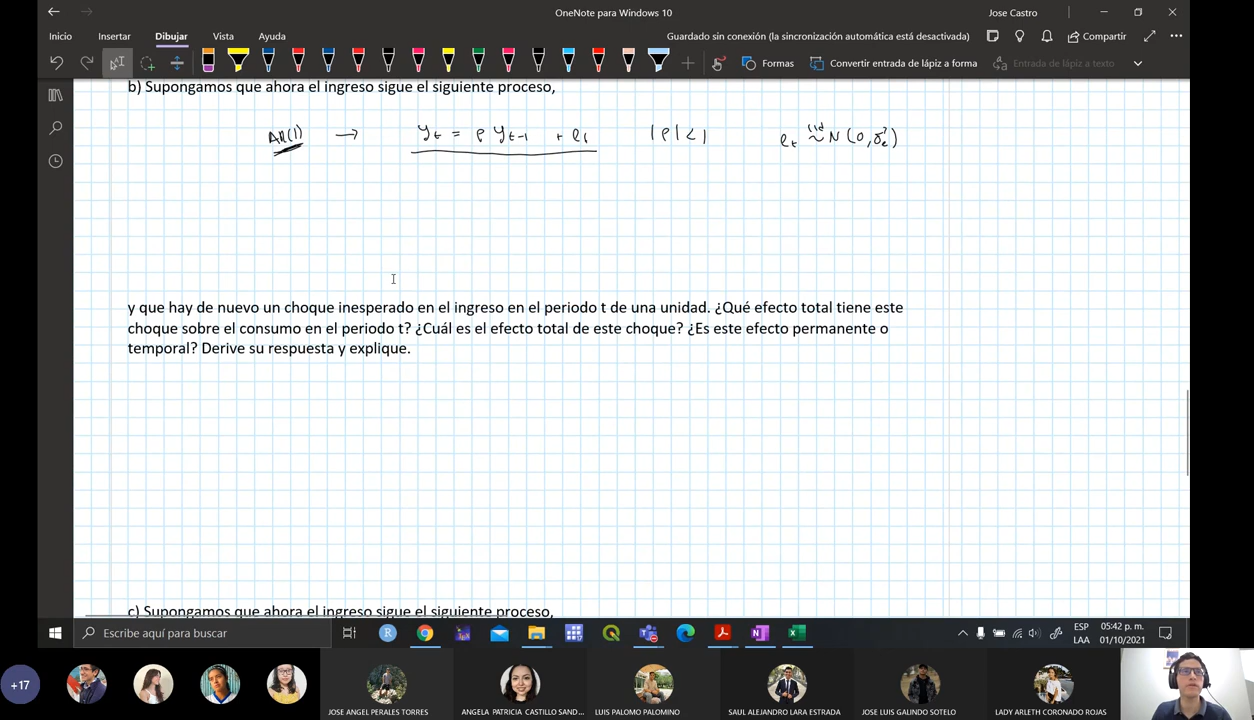 OneNote para Windows 10
Jose Castro
Inicio
Insertar
Dibujar
Vista
Ayuda
Guardado sin conexión (la sincronización automática está desactivada)
Compartir
Formas
Convertir entrada de lápiz a forma
Entrada de lápiz a texto
b) Supongamos que ahora el ingreso sigue el siguiente proceso,
AR(1) → y_t = ρ y_{t-1} + e_t |ρ| < 1 e_t iid ~ N(0, σ_e^2)
y que hay de nuevo un choque inesperado en el ingreso en el periodo t de una unidad. ¿Qué efecto total tiene este
choque sobre el consumo en el periodo t? ¿Cuál es el efecto total de este choque? ¿Es este efecto permanente o
temporal? Derive su respuesta y explique.
c) Supongamos que ahora el ingreso sigue el siguiente proceso,
Escribe aquí para buscar
ESP
LAA
05:42 p. m.
01/10/2021
+17
JOSE ANGEL PERALES TORRES
ANGELA PATRICIA CASTILLO SAND...
LUIS PALOMO PALOMINO
SAUL ALEJANDRO LARA ESTRADA
JOSE LUIS GALINDO SOTELO
LADY ARLETH CORONADO ROJAS